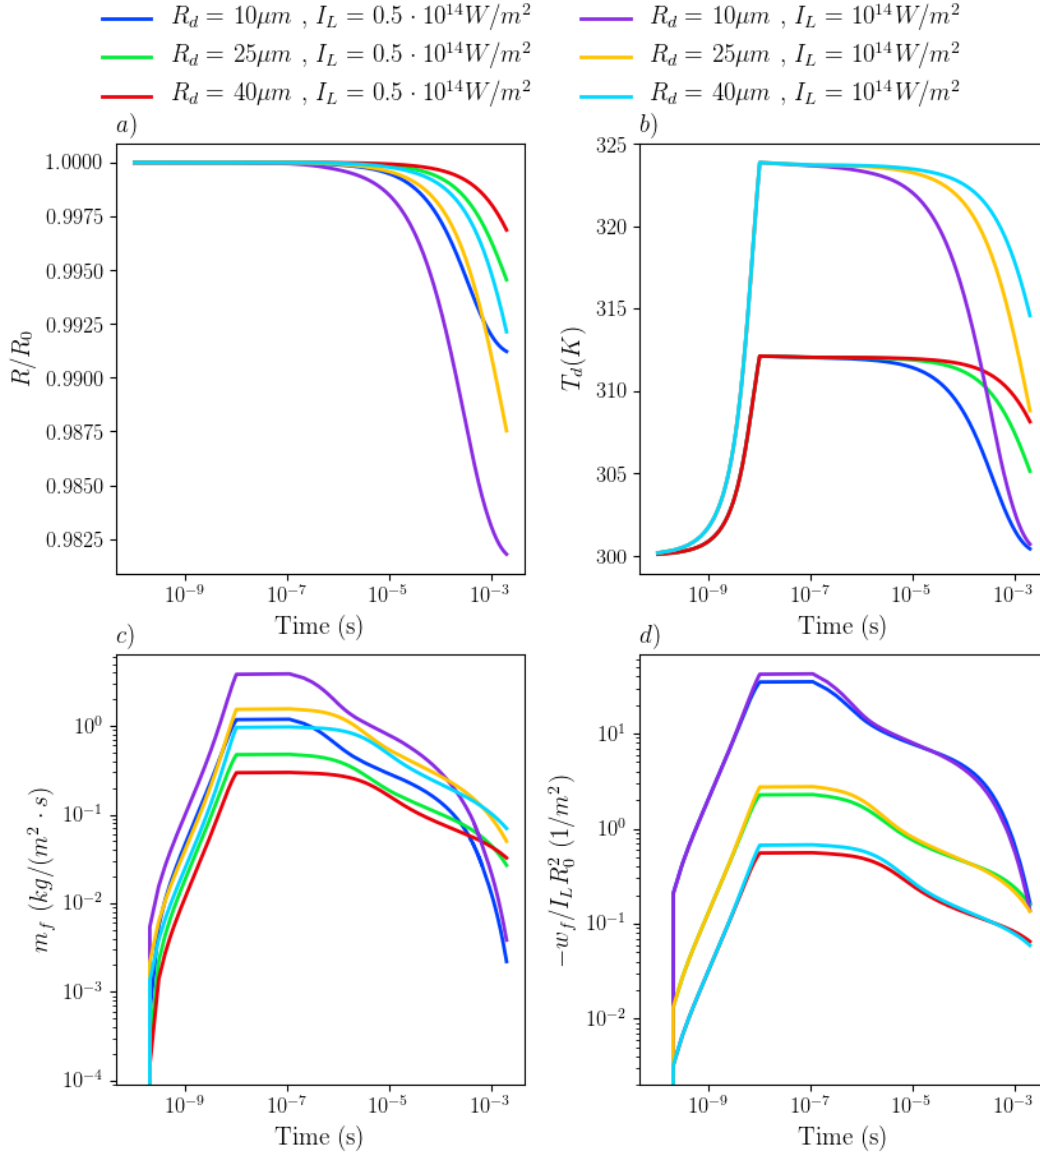 R_d = 10μm , I_L = 0.5 · 10^14 W/m^2
R_d = 25μm , I_L = 0.5 · 10^14 W/m^2
R_d = 40μm , I_L = 0.5 · 10^14 W/m^2
R_d = 10μm , I_L = 10^14 W/m^2
R_d = 25μm , I_L = 10^14 W/m^2
R_d = 40μm , I_L = 10^14 W/m^2
a)
1.0000
0.9975
0.9950
0.9925
0.9900
0.9875
0.9850
0.9825
R/R_0
10^−9 10^−7 10^−5 10^−3
Time (s)
b)
325
320
315
310
305
300
T_d(K)
10^−9 10^−7 10^−5 10^−3
Time (s)
c)
10^0
10^−1
10^−2
10^−3
10^−4
m_f (kg/(m^2 · s)
10^−9 10^−7 10^−5 10^−3
Time (s)
d)
10^1
10^0
10^−1
10^−2
−w_f/I_L R_0^2 (1/m^2)
10^−9 10^−7 10^−5 10^−3
Time (s)